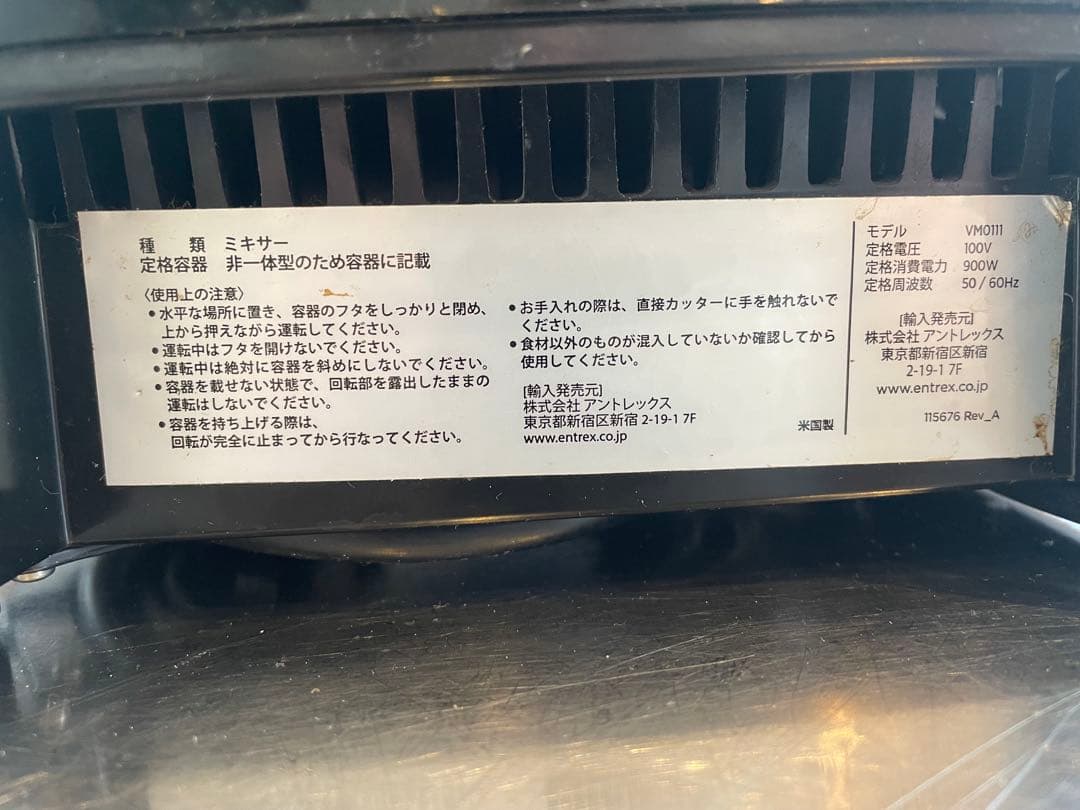 種　類　ミキサー
定格容器　非一体型のため容器に記載
〈使用上の注意〉
●水平な場所に置き、容器のフタをしっかりと閉め、
上から押えながら運転してください。
●運転中はフタを開けないでください。
●運転中は絶対に容器を斜めにしないでください。
●容器を載せない状態で、回転部を露出したままの
運転はしないでください。
●容器を持ち上げる際は、
回転が完全に止まってから行なってください。
●お手入れの際は、直接カッターに手を触れないで
ください。
●食材以外のものが混入していないか確認してから
使用してください。
[輸入発売元]
株式会社 アントレックス
東京都新宿区新宿 2-19-1 7F
www.entrex.co.jp
米国製
モデル　VM0111
定格電圧　100V
定格消費電力　900W
定格周波数　50 / 60Hz
[輸入発売元]
株式会社 アントレックス
東京都新宿区新宿
2-19-1 7F
www.entrex.co.jp
115676 Rev_A